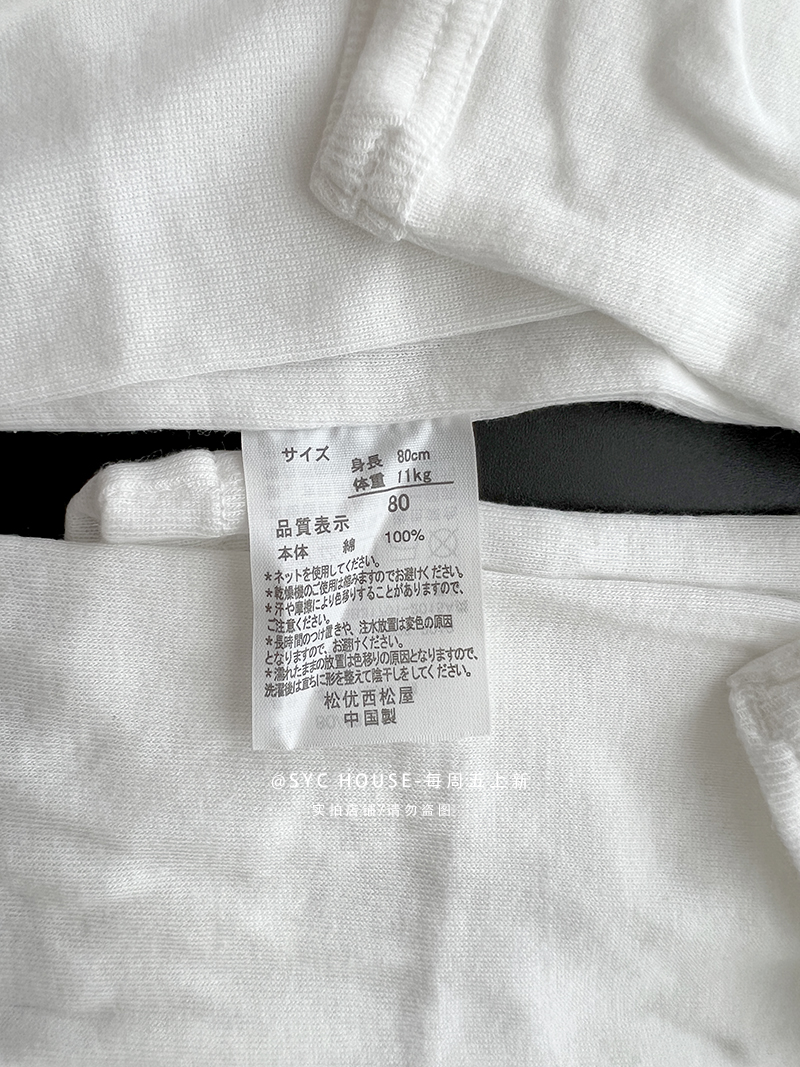 サイズ
身長 80cm
体重 11kg
80
品質表示
本体 綿 100%
*ネットを使用してください。
*乾燥機のご使用は縮みますのでお避けください。
*汗や摩擦により色移りすることがありますので、
ご注意ください。
*長時間のつけ置きや、注水放置は変色の原因
となりますので、お避けください。
*濡れたままの放置は色移りの原因となりますので、
洗濯後は直ちに形を整えて陰干しをしてください。
松优西松屋
中国製
@SYC HOUSE-每周五上新
实拍店铺/请勿盗图